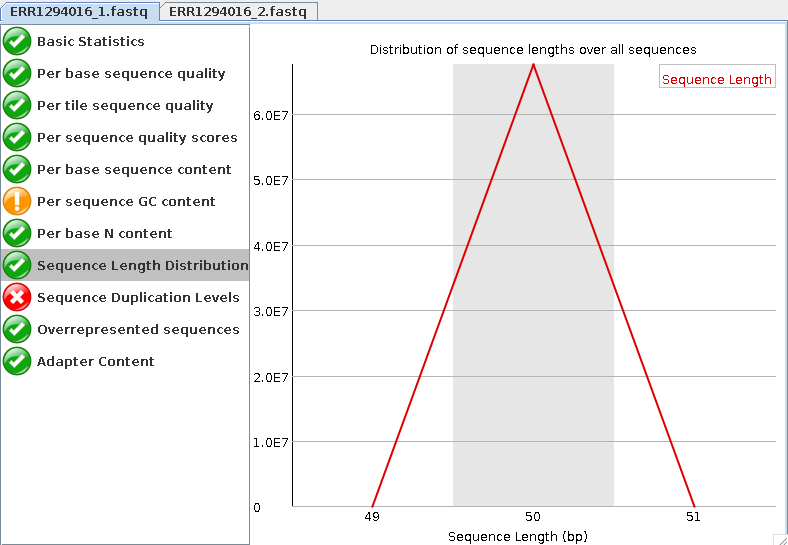 ERR1294016_1.fastq
ERR1294016_2.fastq
Basic Statistics
Per base sequence quality
Per tile sequence quality
Per sequence quality scores
Per base sequence content
Per sequence GC content
Per base N content
Sequence Length Distribution
Sequence Duplication Levels
Overrepresented sequences
Adapter Content
Distribution of sequence lengths over all sequences
Sequence Length
6.0E7
5.0E7
4.0E7
3.0E7
2.0E7
1.0E7
0
49 50 51
Sequence Length (bp)